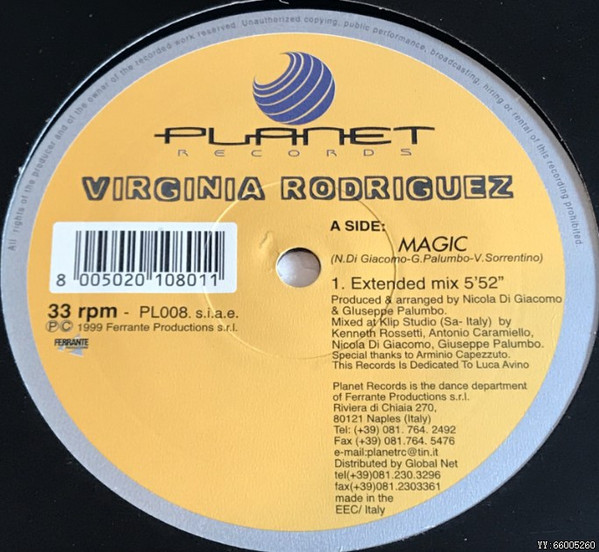 All rights of the producer and of the owner of the recorded work reserved. Unauthorized copying, public performance, broadcasting, hiring or rental of this recording prohibited.
PLANET
RECORDS
VIRGINIA RODRIGUEZ
A SIDE:
MAGIC
(N.Di Giacomo-G.Palumbo-V.Sorrentino)
8 005020 108011
1. Extended mix 5'52"
Produced & arranged by Nicola Di Giacomo
& GIuseppe Palumbo.
Mixed at Klip Studio (Sa- Italy) by
Kenneth Rossetti, Antonio Caramiello,
Nicola Di Giacomo, Giuseppe Palumbo.
Special thanks to Arminio Capezzuto.
This Records Is Dedicated To Luca Avino
33 rpm - PL008. s.i.a.e.
℗ © 1999 Ferrante Productions s.r.l.
FERRANTE
Planet Records is the dance department
of Ferrante Productions s.r.l.
Riviera di Chiaia 270,
80121 Naples (Italy)
Tel: (+39) 081. 764. 2492
Fax (+39) 081.764. 5476
e-mail:planetrc@tin.it
Distributed by Global Net
tel(+39)081.230.3296
fax(+39)081.2303361
made in the
EEC/ Italy
YY:66005260